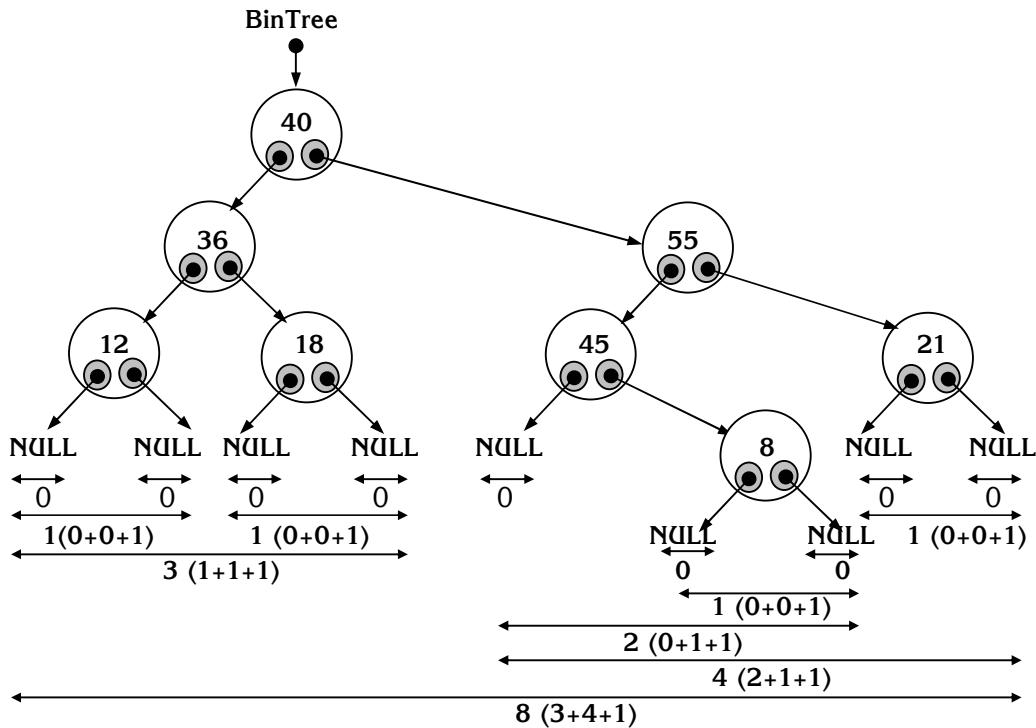 BinTree
40
36 55
12 18 45 21
NULL NULL NULL NULL NULL 8 NULL NULL
0 0 0 0 0 0 0
1(0+0+1) 1 (0+0+1) NULL NULL 1 (0+0+1)
3 (1+1+1) 0 0
1 (0+0+1)
2 (0+1+1)
4 (2+1+1)
8 (3+4+1)